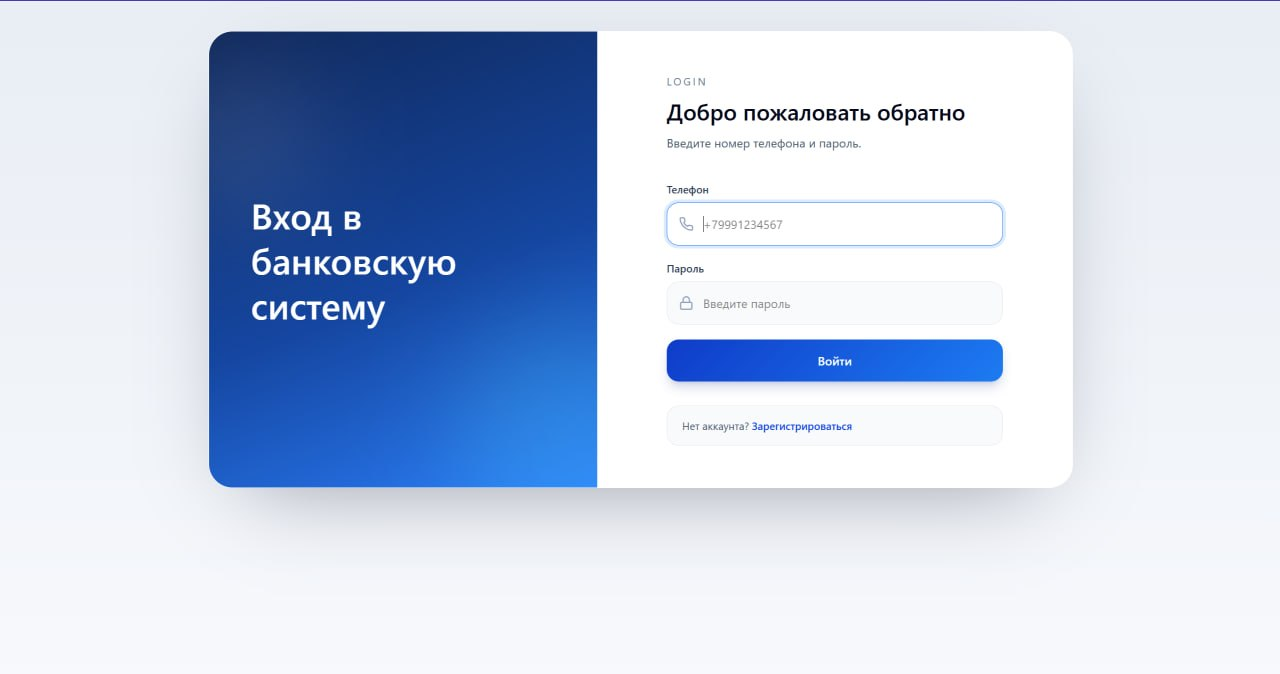 Вход в
банковскую
систему
LOGIN
Добро пожаловать обратно
Введите номер телефона и пароль.
Телефон
+79991234567
Пароль
Введите пароль
Войти
Нет аккаунта? Зарегистрироваться